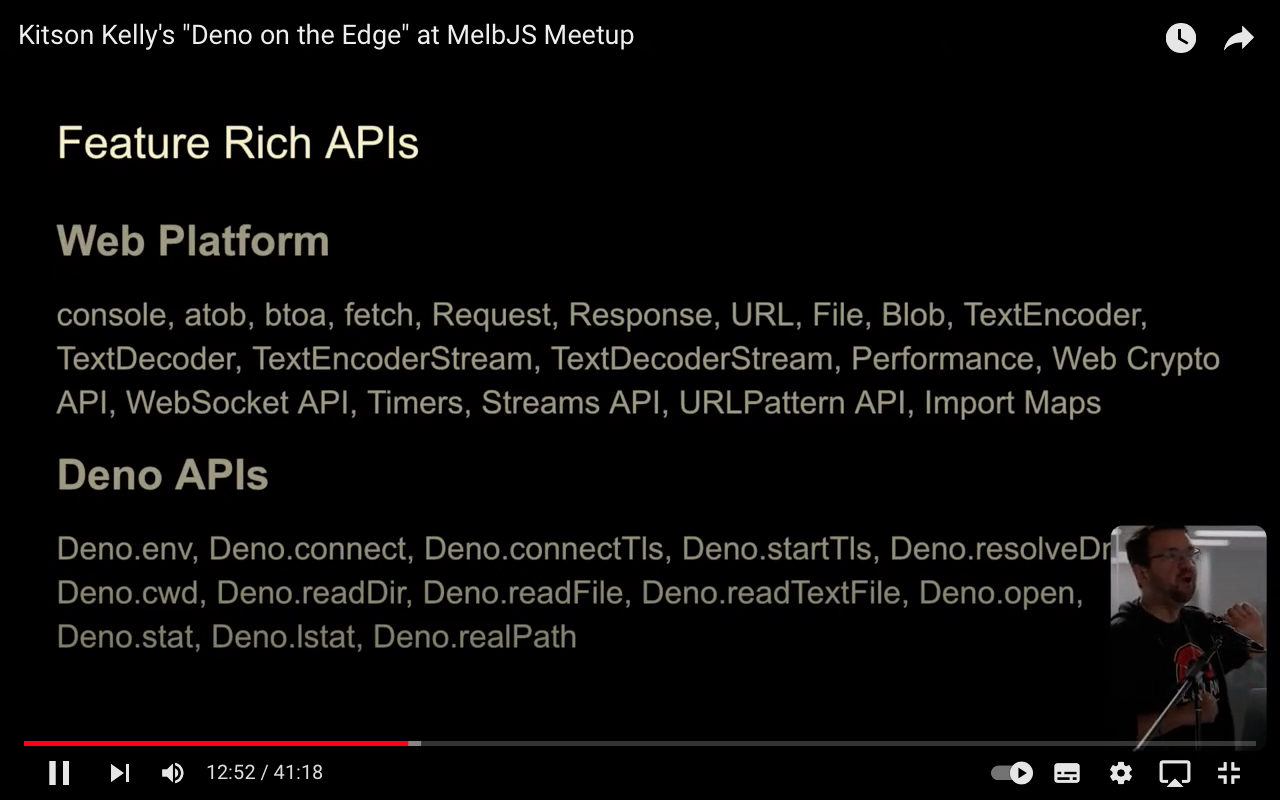 Kitson Kelly's "Deno on the Edge" at MelbJS Meetup
Feature Rich APIs
Web Platform
console, atob, btoa, fetch, Request, Response, URL, File, Blob, TextEncoder,
TextDecoder, TextEncoderStream, TextDecoderStream, Performance, Web Crypto
API, WebSocket API, Timers, Streams API, URLPattern API, Import Maps
Deno APIs
Deno.env, Deno.connect, Deno.connectTls, Deno.startTls,
Deno.cwd, Deno.readDir, Deno.readFile, Deno.readTextFile, Deno.open,
Deno.stat, Deno.lstat, Deno.realPath
12:52 / 41:18